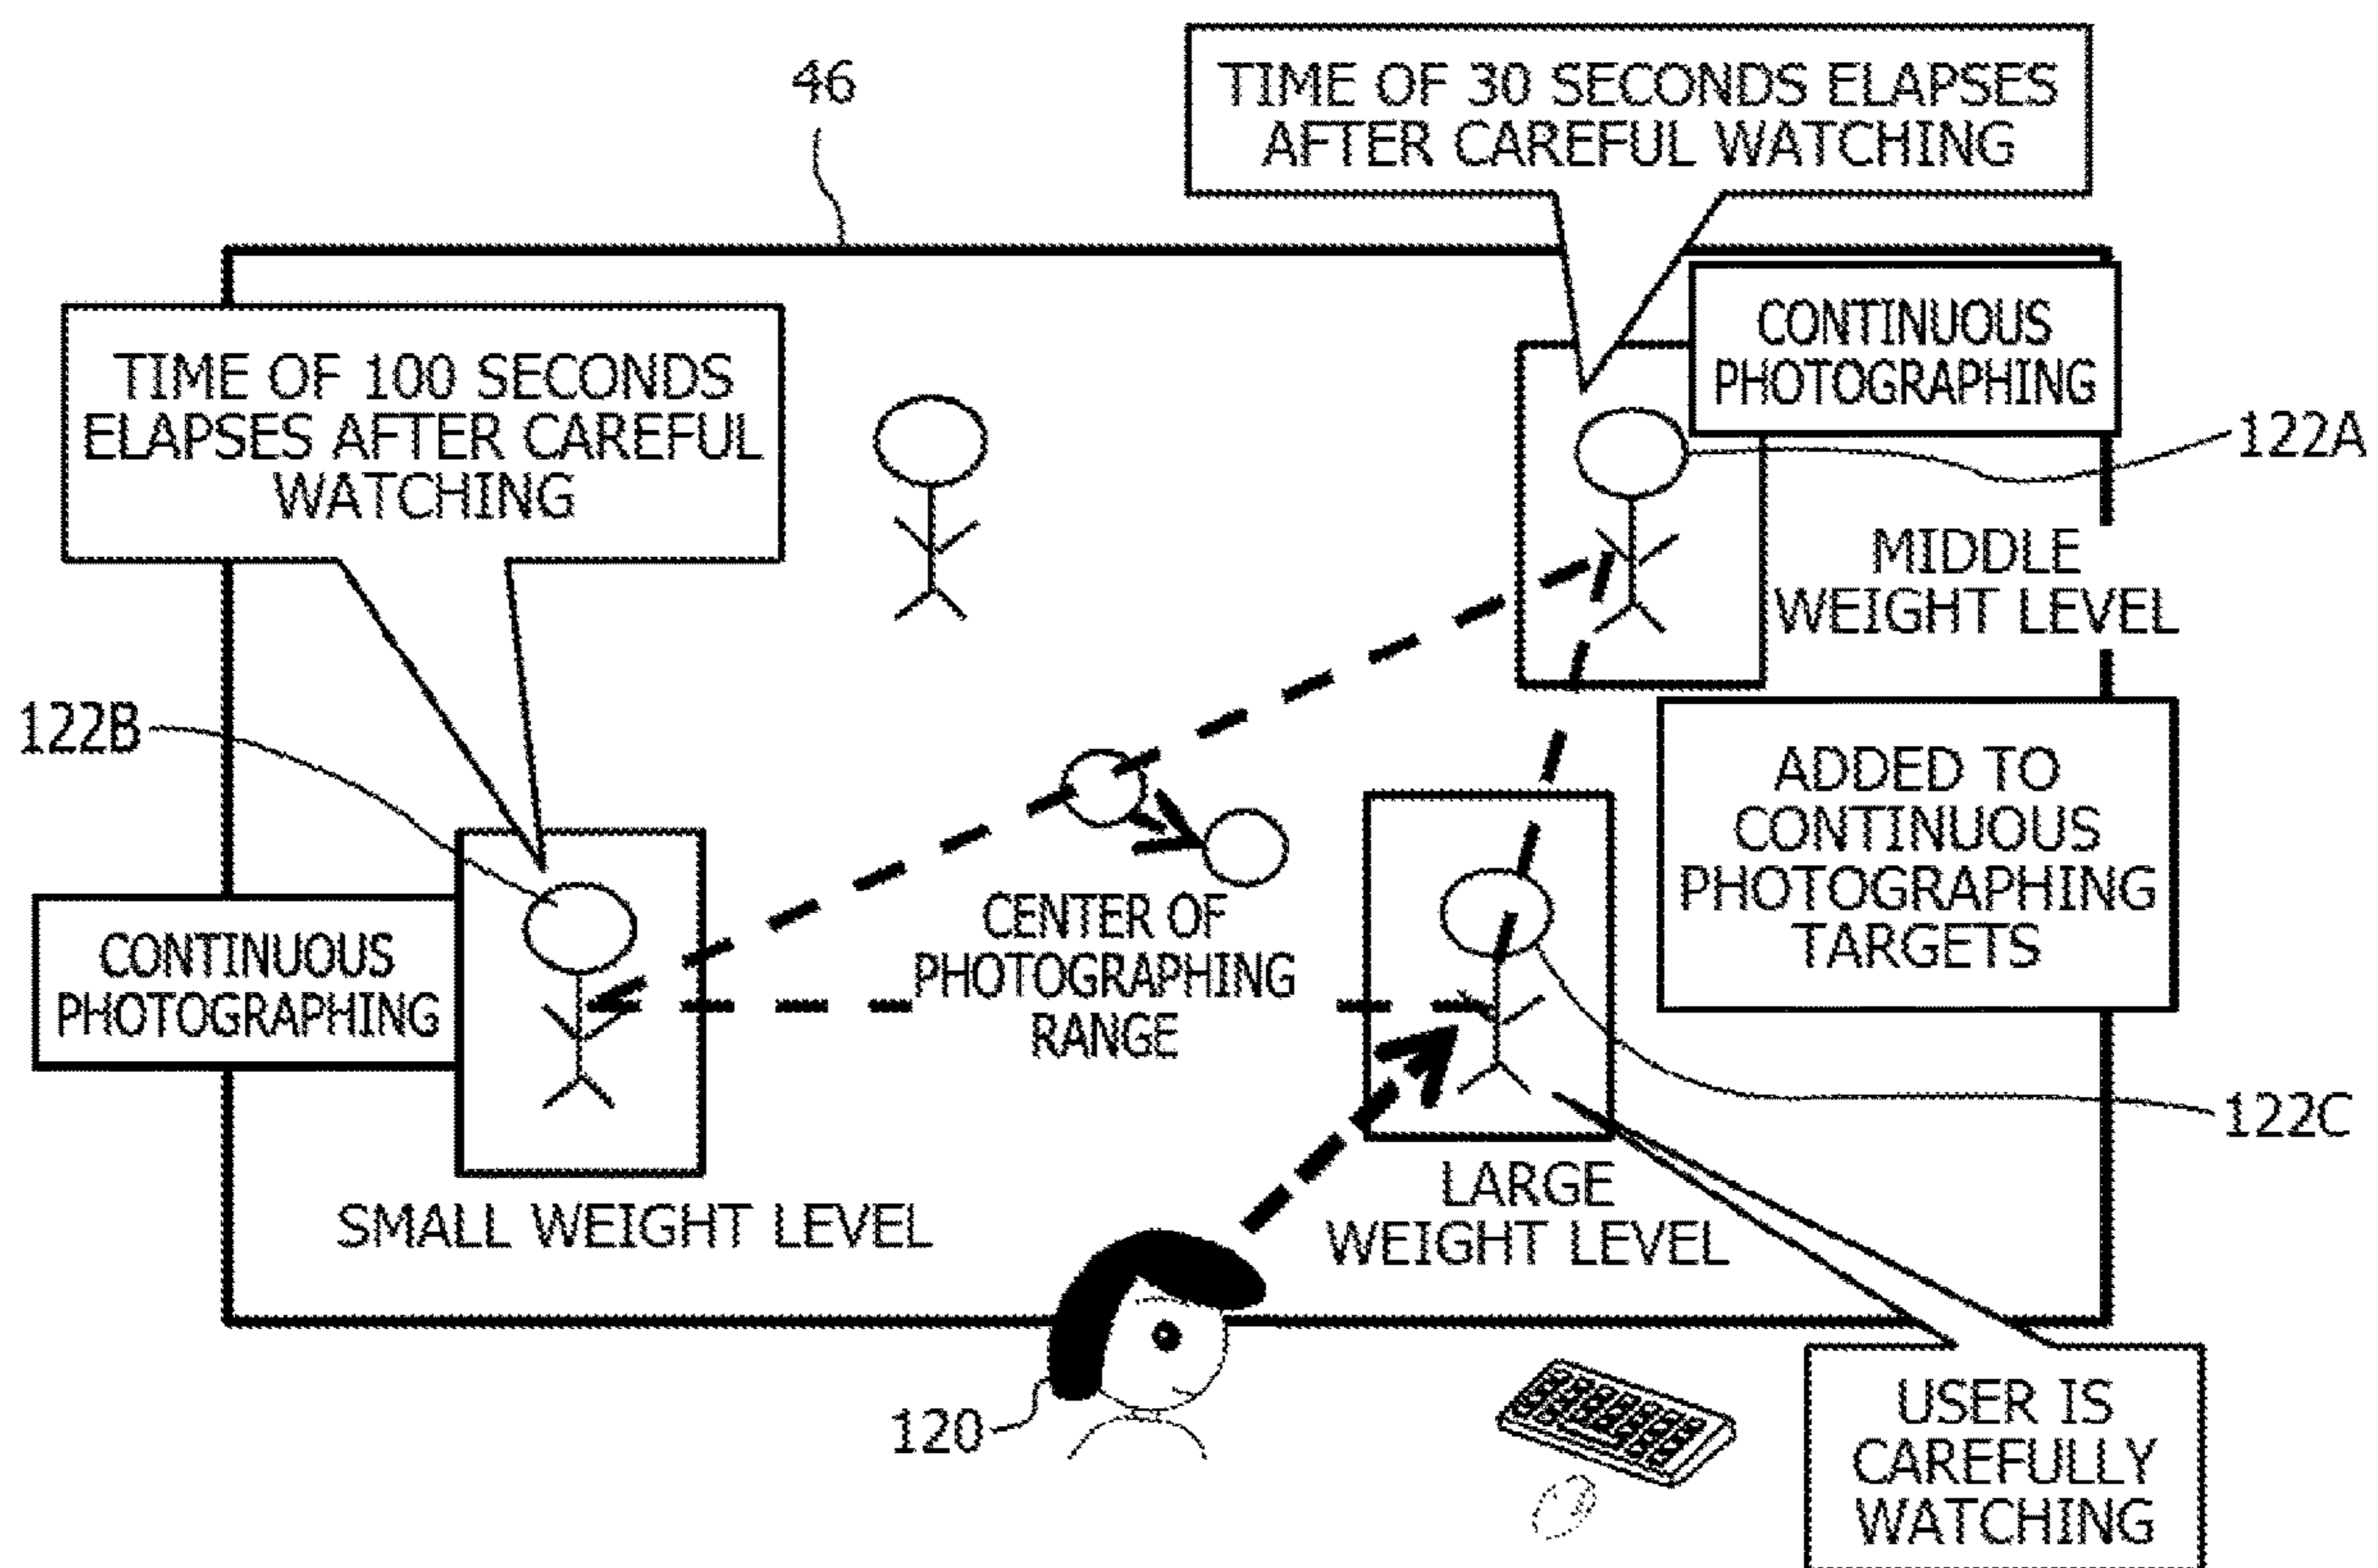 46
TIME OF 30 SECONDS ELAPSES
AFTER CAREFUL WATCHING
TIME OF 100 SECONDS
ELAPSES AFTER CAREFUL
WATCHING
CONTINUOUS
PHOTOGRAPHING
122A
MIDDLE
WEIGHT LEVEL
122B
ADDED TO
CONTINUOUS
PHOTOGRAPHING
TARGETS
CENTER OF
PHOTOGRAPHING
RANGE
CONTINUOUS
PHOTOGRAPHING
122C
LARGE
WEIGHT LEVEL
SMALL WEIGHT LEVEL
120
USER IS
CAREFULLY
WATCHING